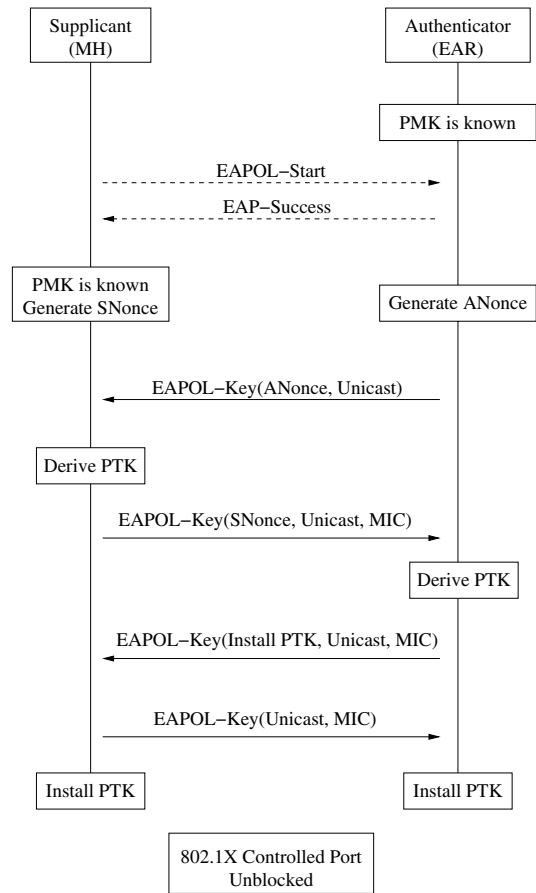 Supplicant
(MH)
Authenticator
(EAR)
PMK is known
EAPOL−Start
EAP−Success
PMK is known
Generate SNonce
Generate ANonce
EAPOL−Key(ANonce, Unicast)
Derive PTK
EAPOL−Key(SNonce, Unicast, MIC)
Derive PTK
EAPOL−Key(Install PTK, Unicast, MIC)
EAPOL−Key(Unicast, MIC)
Install PTK
Install PTK
802.1X Controlled Port
Unblocked